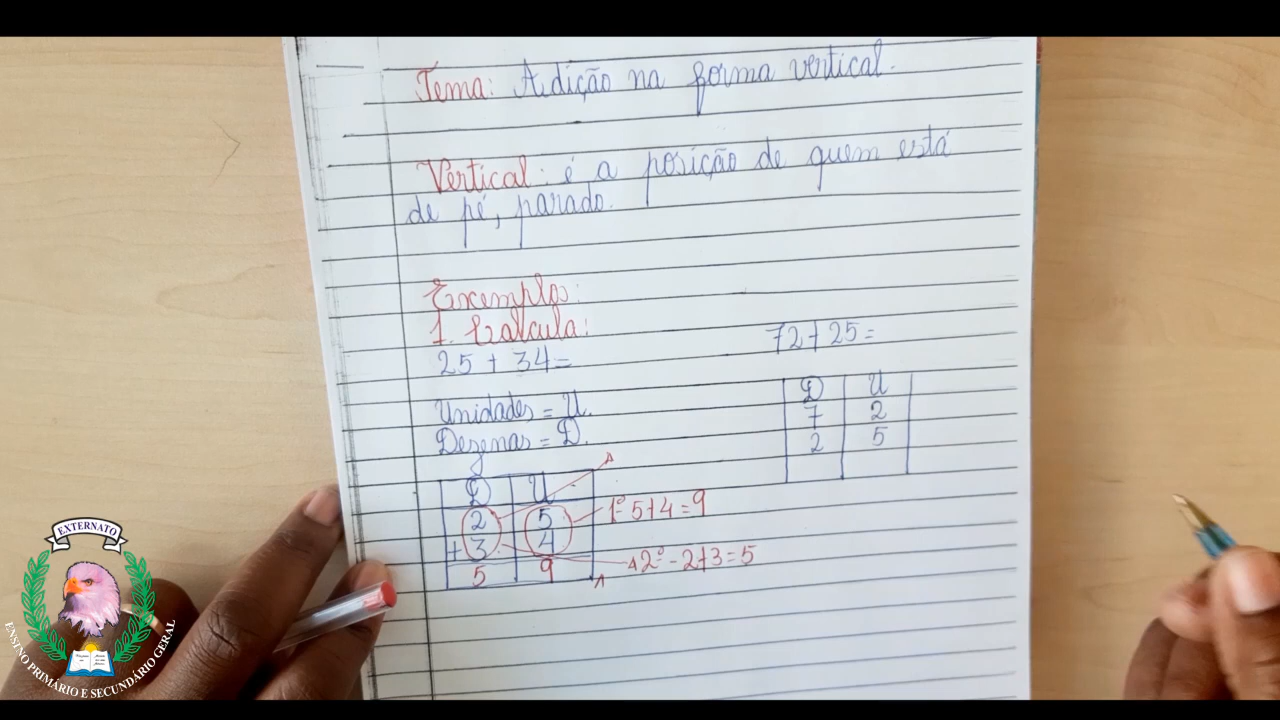 Tema: Adição na forma vertical.
Vertical: é a posição de quem está
de pé, parado.
Exemplo:
1. Calcula:
25 + 34=
72+25=
Unidades = U.
Dezenas = D.
D U
2 5
+ 3 4
5 9
1º- 5+4=9
2º- 2+3=5
D U
7 2
2 5
EXTERNATO
ENSINO PRIMÁRIO E SECUNDÁRIO GERAL